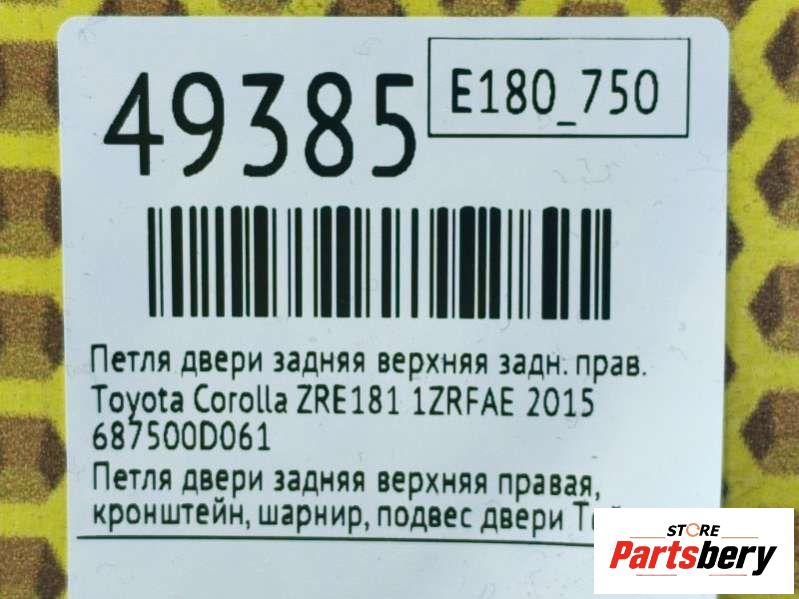 49385
E180_750
Петля двери задняя верхняя задн. прав.
Toyota Corolla ZRE181 1ZRFAE 2015
687500D061
Петля двери задняя верхняя правая,
кронштейн, шарнир, подвес двери
STORE
Partsbery